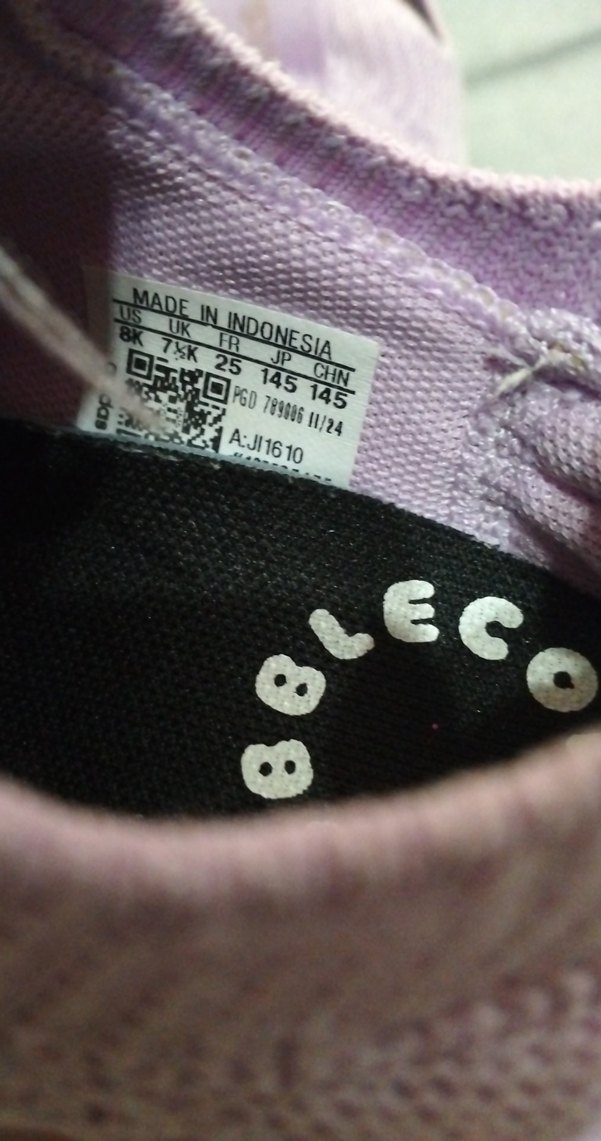 MADE IN INDONESIA
US UK FR JP CHN
8K 7½K 25 145 145
PGD 789006 11/24
A:JI1610
BBLECO